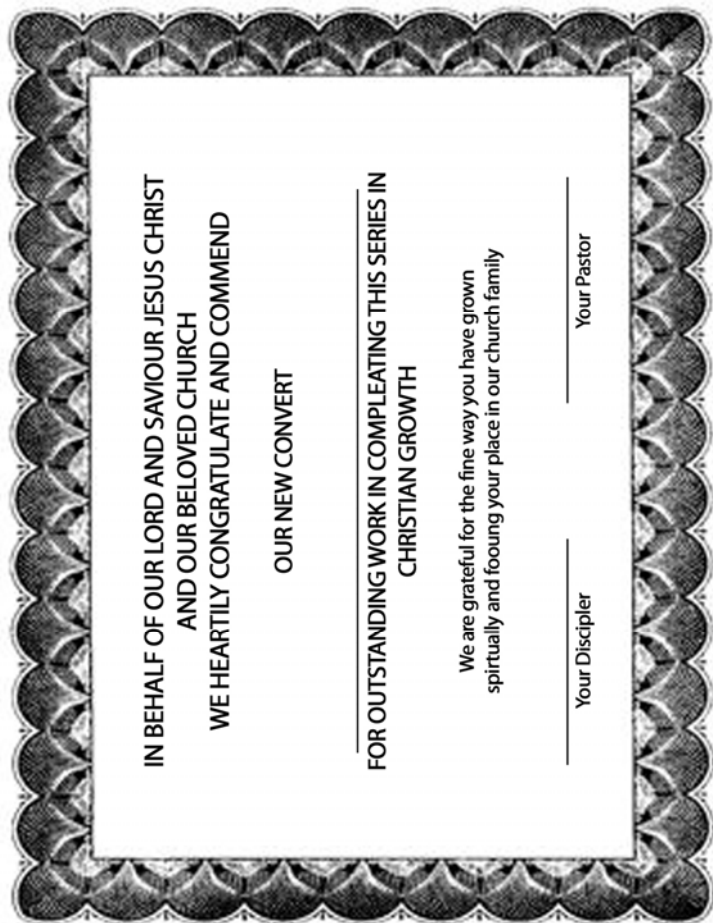 IN BEHALF OF OUR LORD AND SAVIOUR JESUS CHRIST
AND OUR BELOVED CHURCH
WE HEARTILY CONGRATULATE AND COMMEND
OUR NEW CONVERT
FOR OUTSTANDING WORK IN COMPLEATING THIS SERIES IN
CHRISTIAN GROWTH
We are grateful for the fine way you have grown
spirtually and fooung your place in our church family
Your Discipler
Your Pastor